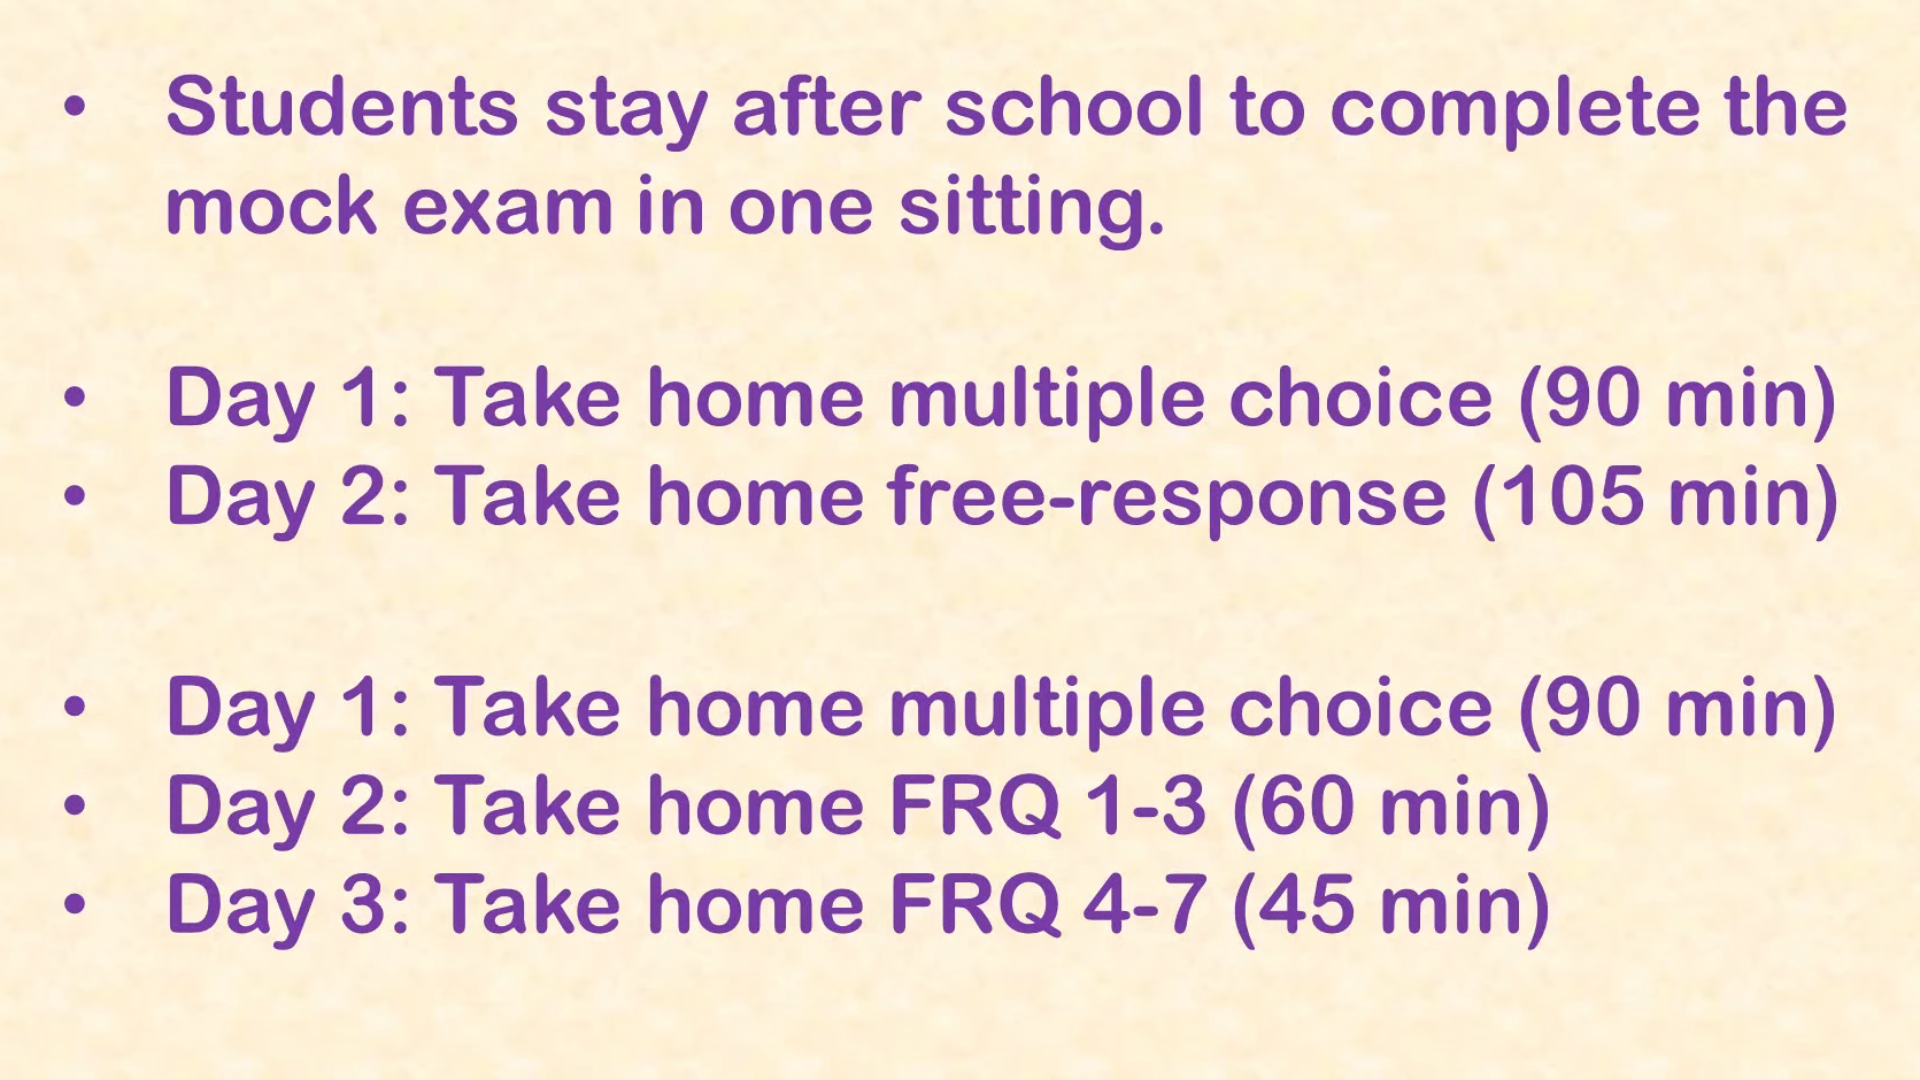 • Students stay after school to complete the
mock exam in one sitting.
• Day 1: Take home multiple choice (90 min)
• Day 2: Take home free-response (105 min)
• Day 1: Take home multiple choice (90 min)
• Day 2: Take home FRQ 1-3 (60 min)
• Day 3: Take home FRQ 4-7 (45 min)